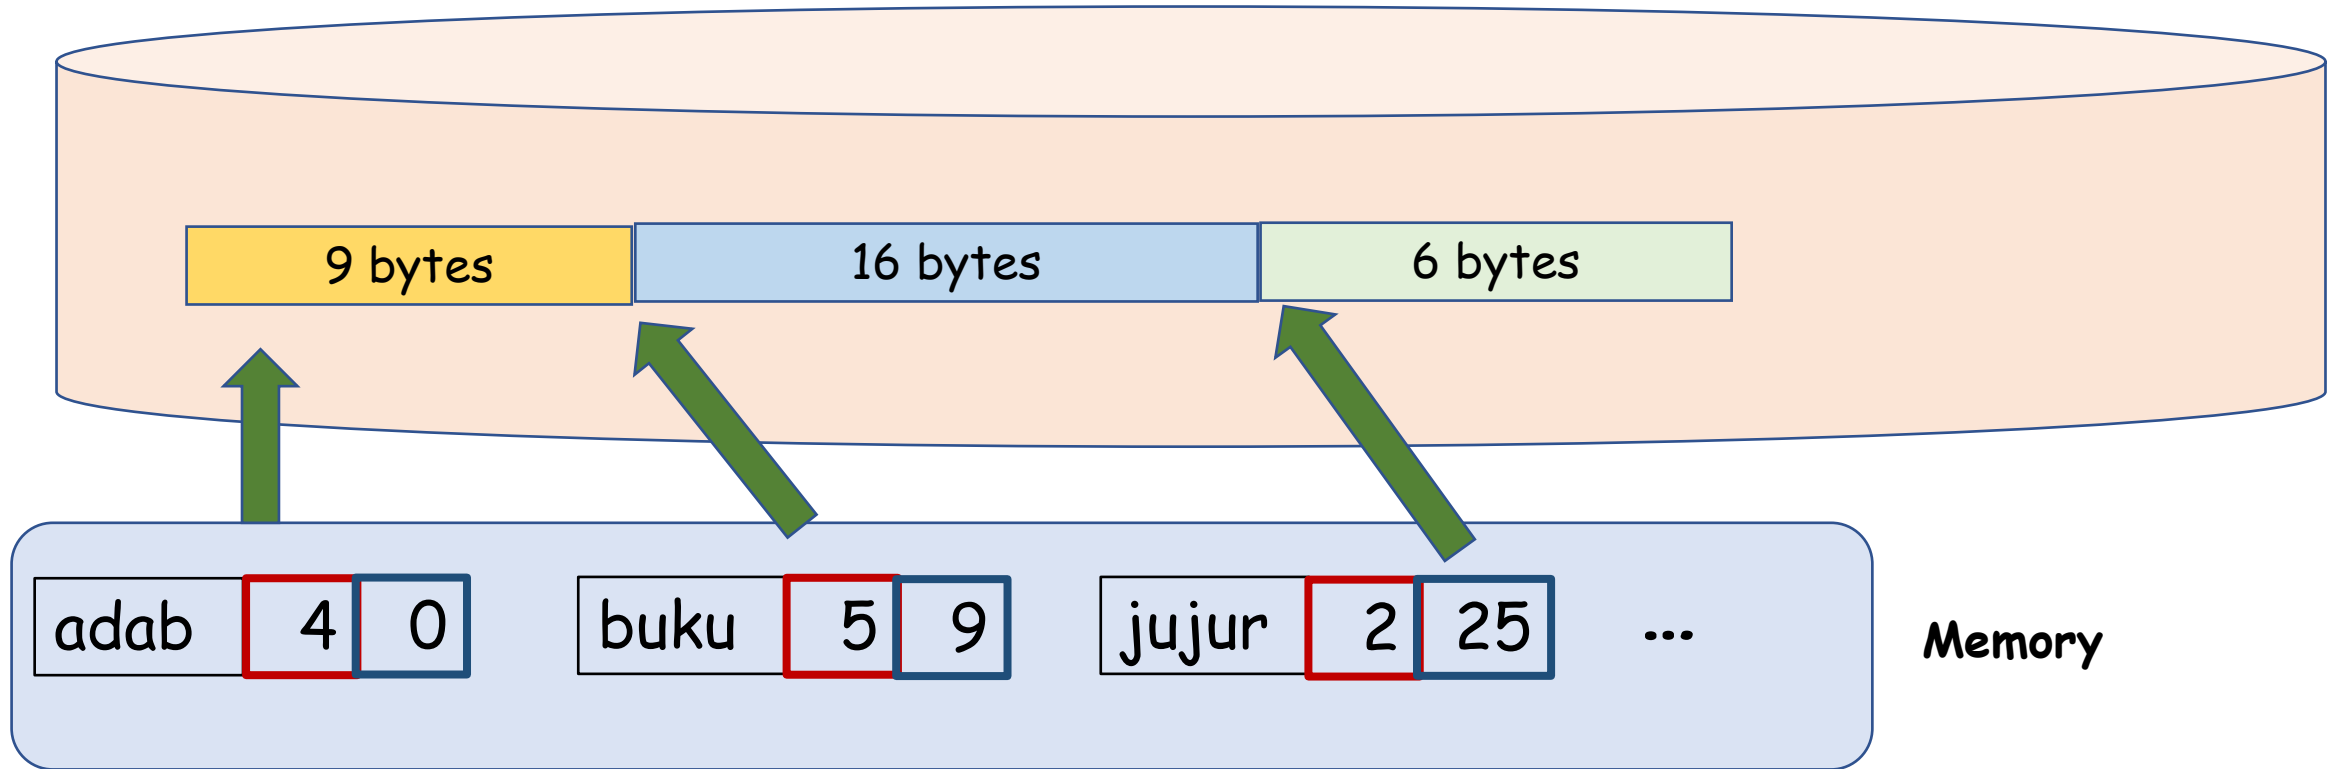 9 bytes 16 bytes 6 bytes
adab 4 0 buku 5 9 jujur 2 25 ...
Memory